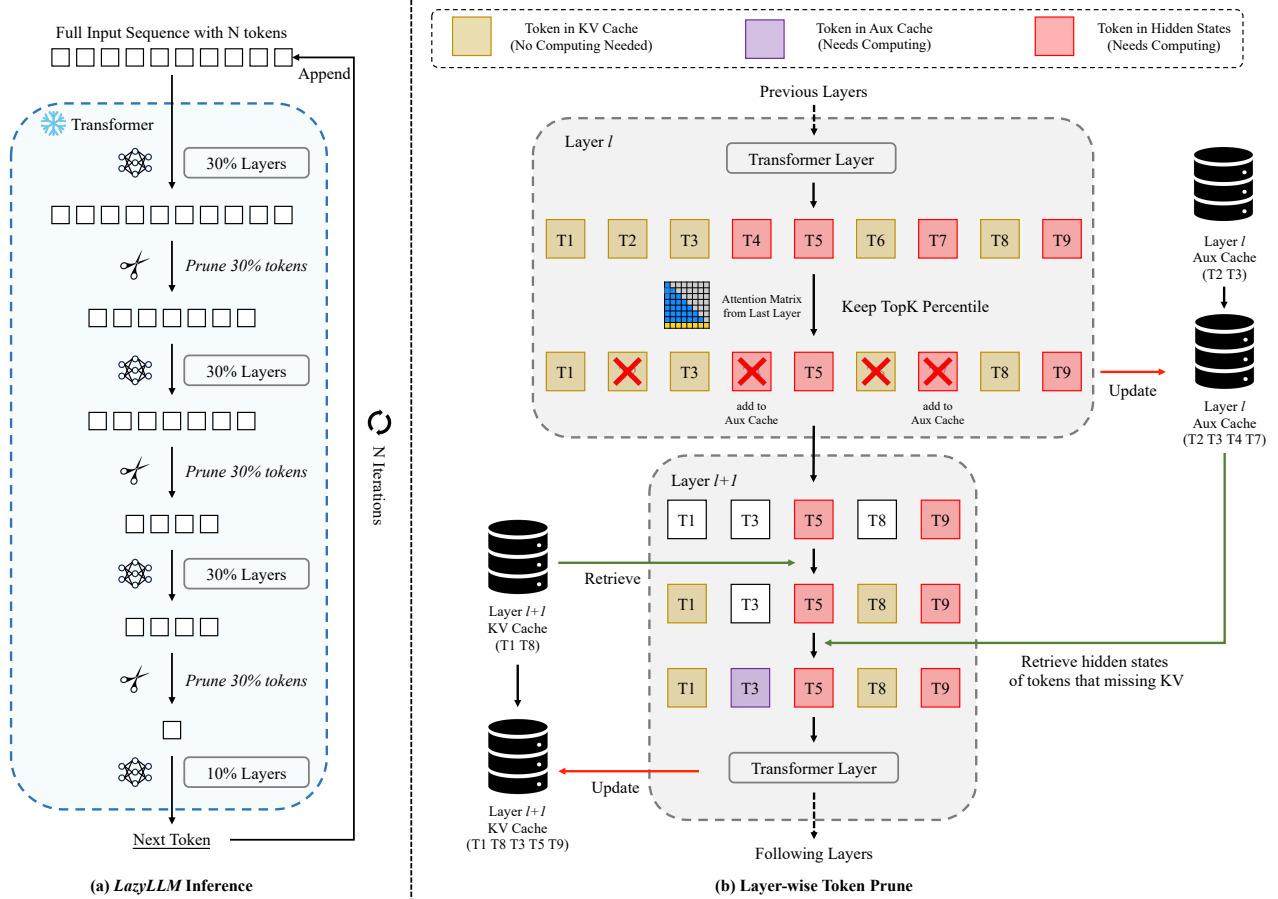 Full Input Sequence with N tokens
Append
Transformer
30% Layers
Prune 30% tokens
30% Layers
Prune 30% tokens
30% Layers
Prune 30% tokens
10% Layers
Next Token
N Iterations
(a) LazyLLM Inference
Token in KV Cache
(No Computing Needed)
Token in Aux Cache
(Needs Computing)
Token in Hidden States
(Needs Computing)
Previous Layers
Layer l
Transformer Layer
T1 T2 T3 T4 T5 T6 T7 T8 T9
Attention Matrix
from Last Layer
Keep TopK Percentile
T1 T3 T5 T8 T9
add to
Aux Cache
add to
Aux Cache
Layer l
Aux Cache
(T2 T3)
Update
Layer l
Aux Cache
(T2 T3 T4 T7)
Layer l+1
T1 T3 T5 T8 T9
Retrieve
T1 T3 T5 T8 T9
Layer l+1
KV Cache
(T1 T8)
Retrieve hidden states
of tokens that missing KV
T1 T3 T5 T8 T9
Transformer Layer
Update
Layer l+1
KV Cache
(T1 T8 T3 T5 T9)
Following Layers
(b) Layer-wise Token Prune